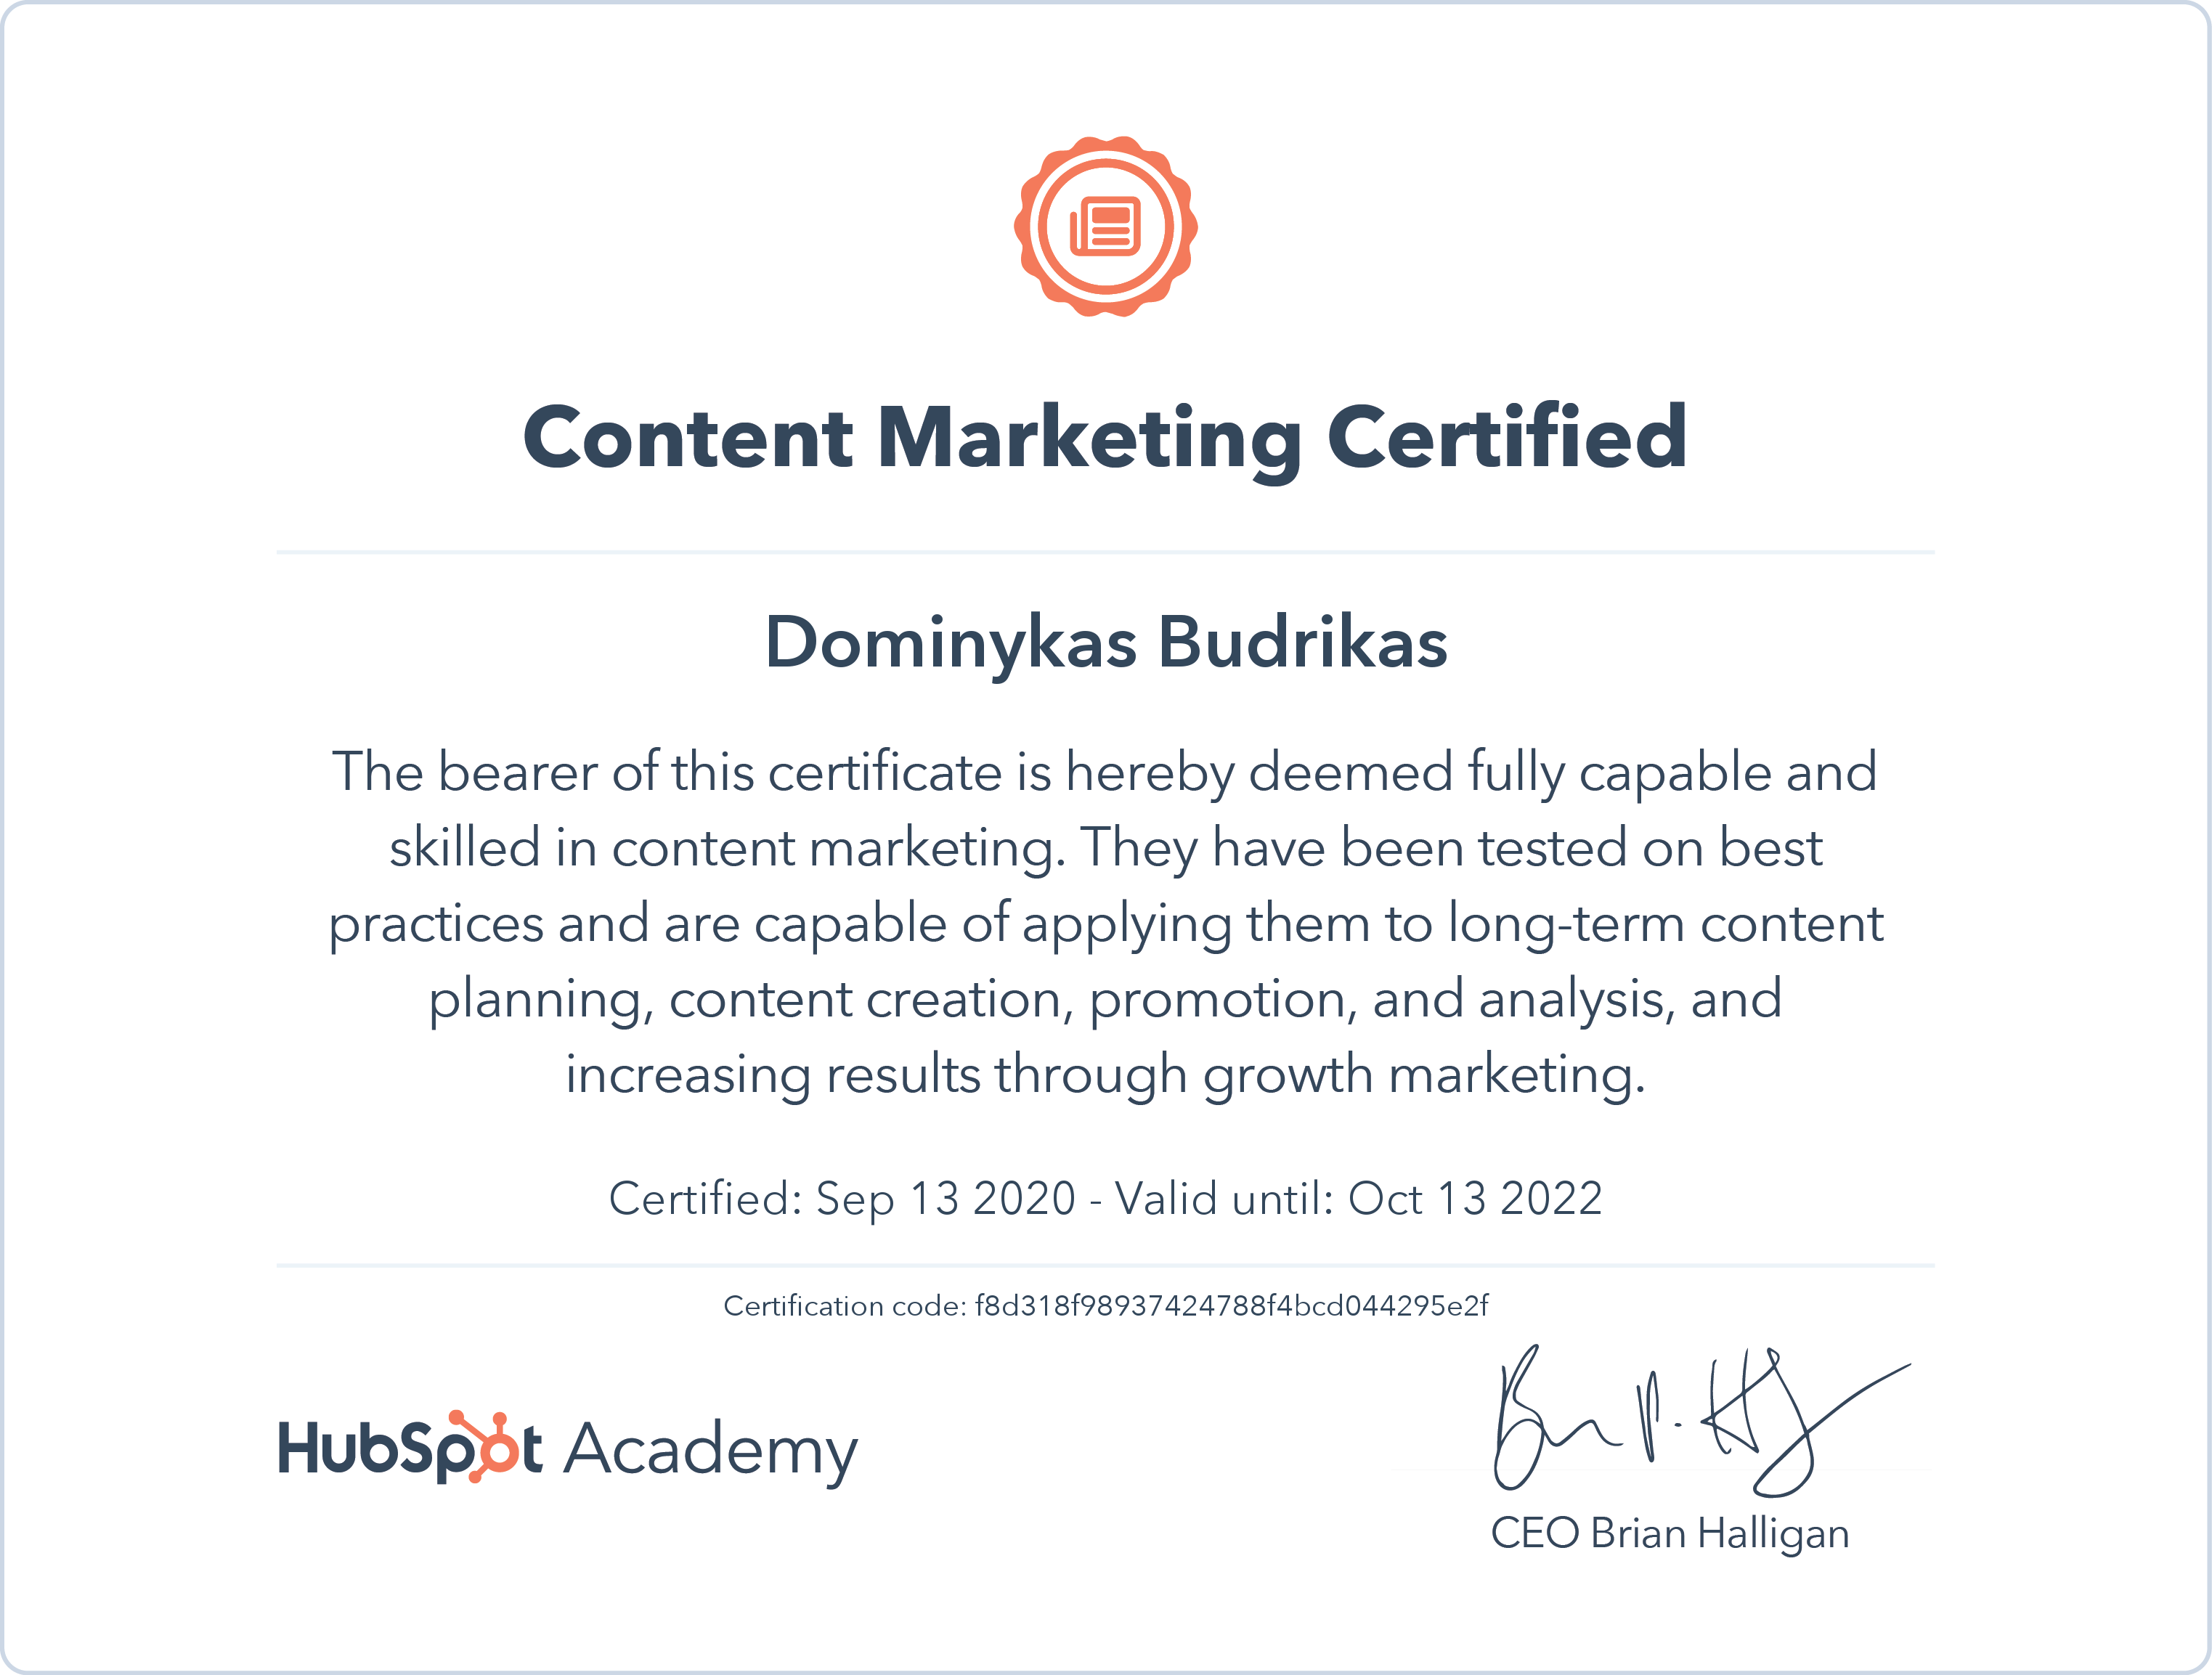 Content Marketing Certified
Dominykas Budrikas
The bearer of this certificate is hereby deemed fully capable and
skilled in content marketing. They have been tested on best
practices and are capable of applying them to long-term content
planning, content creation, promotion, and analysis, and
increasing results through growth marketing.
Certified: Sep 13 2020 - Valid until: Oct 13 2022
Certification code: f8d318f98937424788f4bcd044295e2f
HubSpot Academy
CEO Brian Halligan